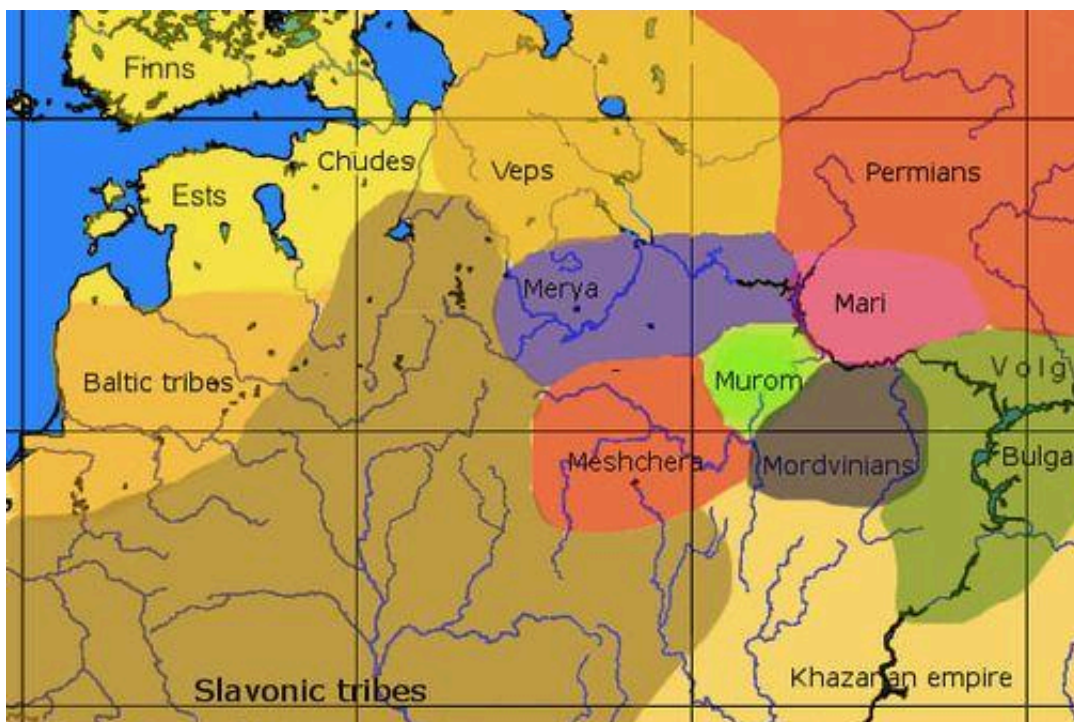 Finns
Chudes
Veps
Permians
Ests
Merya
Mari
Baltic tribes
Murom
Volg
Meshchera
Mordvinians
Bulga
Slavonic tribes
Khazarian empire